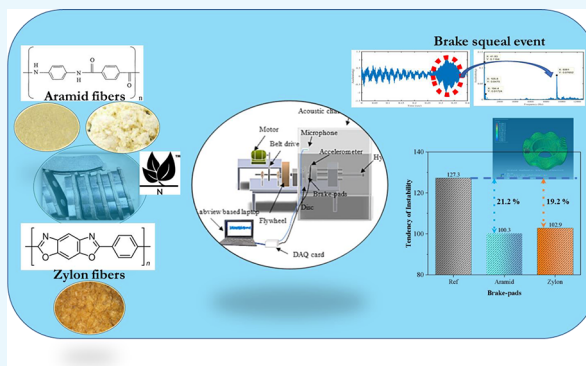 Aramid fibers
N
H
N
H
O
O
n
N
TM
N
N
O
O
n
Zylon fibers
Acoustic cha
Motor
Microphone
Belt drive
Accelerometer
Hy
Brake-pads
Disc
Flywheel
abview based laptop
DAQ card
Brake squeal event
Tendency of Instability
140
120
100
80
127.3
21.2 %
19.2 %
100.3
102.9
Ref
Aramid
Zylon
Brake-pads